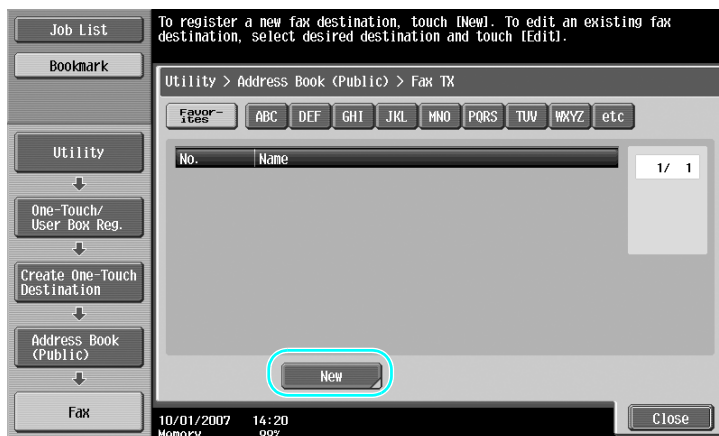 Job List
Bookmark
To register a new fax destination, touch [New]. To edit an existing fax
destination, select desired destination and touch [Edit].
Utility > Address Book (Public) > Fax TX
Favor-
ites
ABC DEF GHI JKL MNO PQRS TUV WXYZ etc
No. Name
1/ 1
Utility
One-Touch/
User Box Reg.
Create One-Touch
Destination
Address Book
(Public)
Fax
New
10/01/2007 14:20
Memory 99%
Close